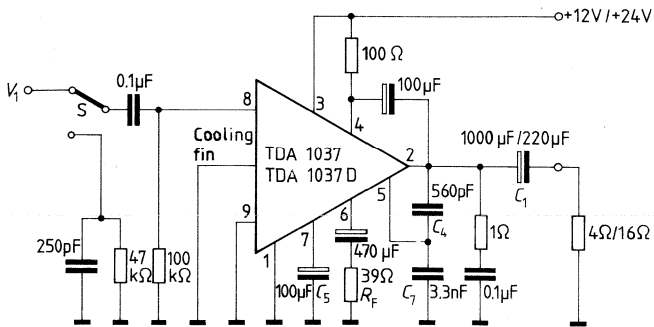 +12V/+24V
100 Ω
100µF
0.1µF
V₁
S
8
3
4
Cooling
fin
TDA 1037
TDA 1037 D
2
1000 µF/220µF
C₁
9
5
560pF
C₄
1Ω
4Ω/16Ω
250pF
47
kΩ
100
kΩ
1
7
6
470 µF
100µF
C₅
39Ω
R_F
C₇
3.3nF
0.1µF